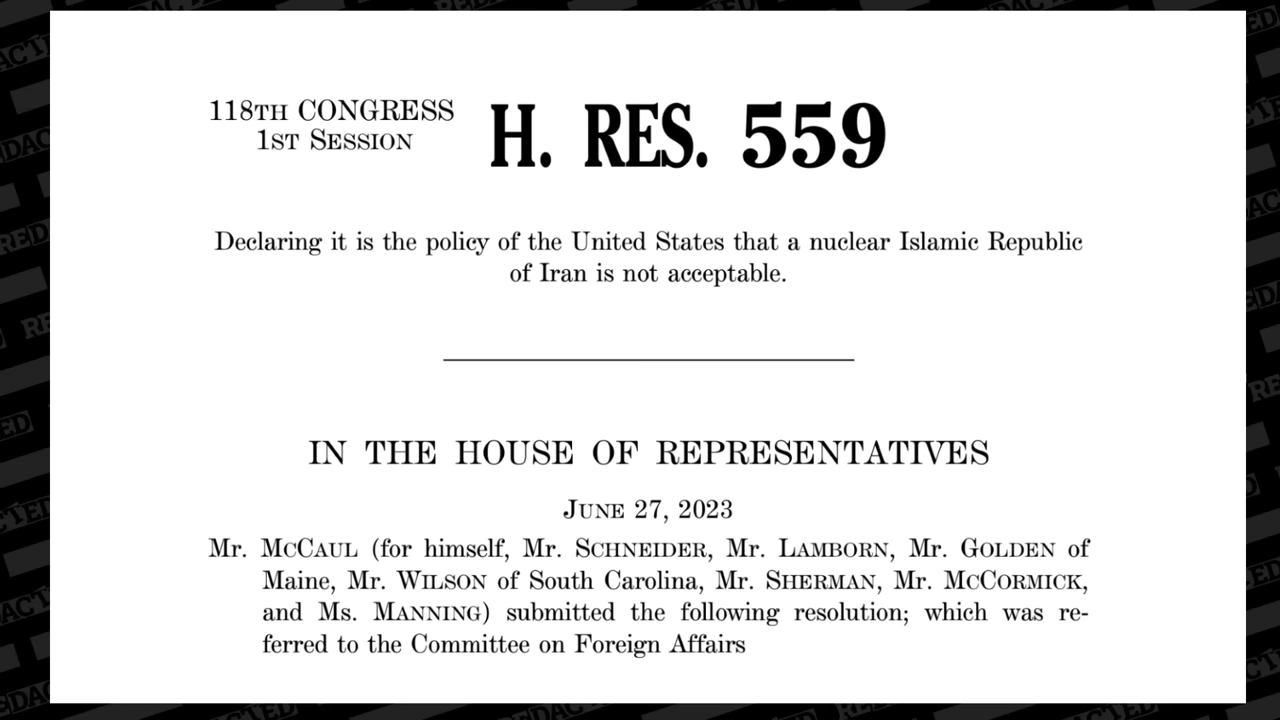 118TH CONGRESS
1ST SESSION
H. RES. 559
Declaring it is the policy of the United States that a nuclear Islamic Republic
of Iran is not acceptable.
IN THE HOUSE OF REPRESENTATIVES
JUNE 27, 2023
Mr. MCCAUL (for himself, Mr. SCHNEIDER, Mr. LAMBORN, Mr. GOLDEN of
Maine, Mr. WILSON of South Carolina, Mr. SHERMAN, Mr. MCCORMICK,
and Ms. MANNING) submitted the following resolution; which was re-
ferred to the Committee on Foreign Affairs